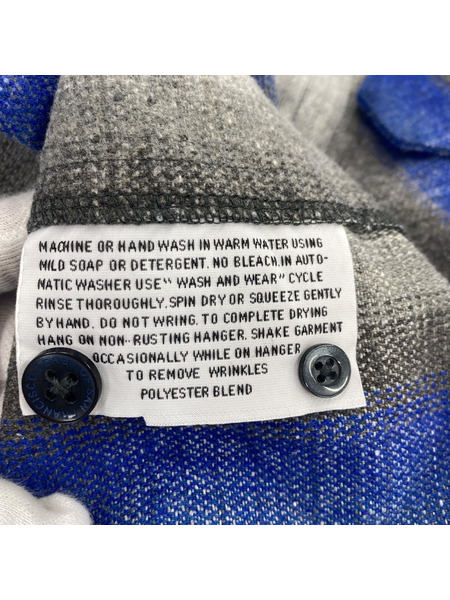 MACHINE OR HAND WASH IN WARM WATER USING
MILD SOAP OR DETERGENT. NO BLEACH.IN AUTO-
MATIC WASHER USE“ WASH AND WEAR” CYCLE
RINSE THOROUGHLY. SPIN DRY OR SQUEEZE GENTLY
BY HAND. DO NOT WRING. TO COMPLETE DRYING
HANG ON NON-RUSTING HANGER. SHAKE GARMENT
OCCASIONALLY WHILE ON HANGER
TO REMOVE WRINKLES
POLYESTER BLEND